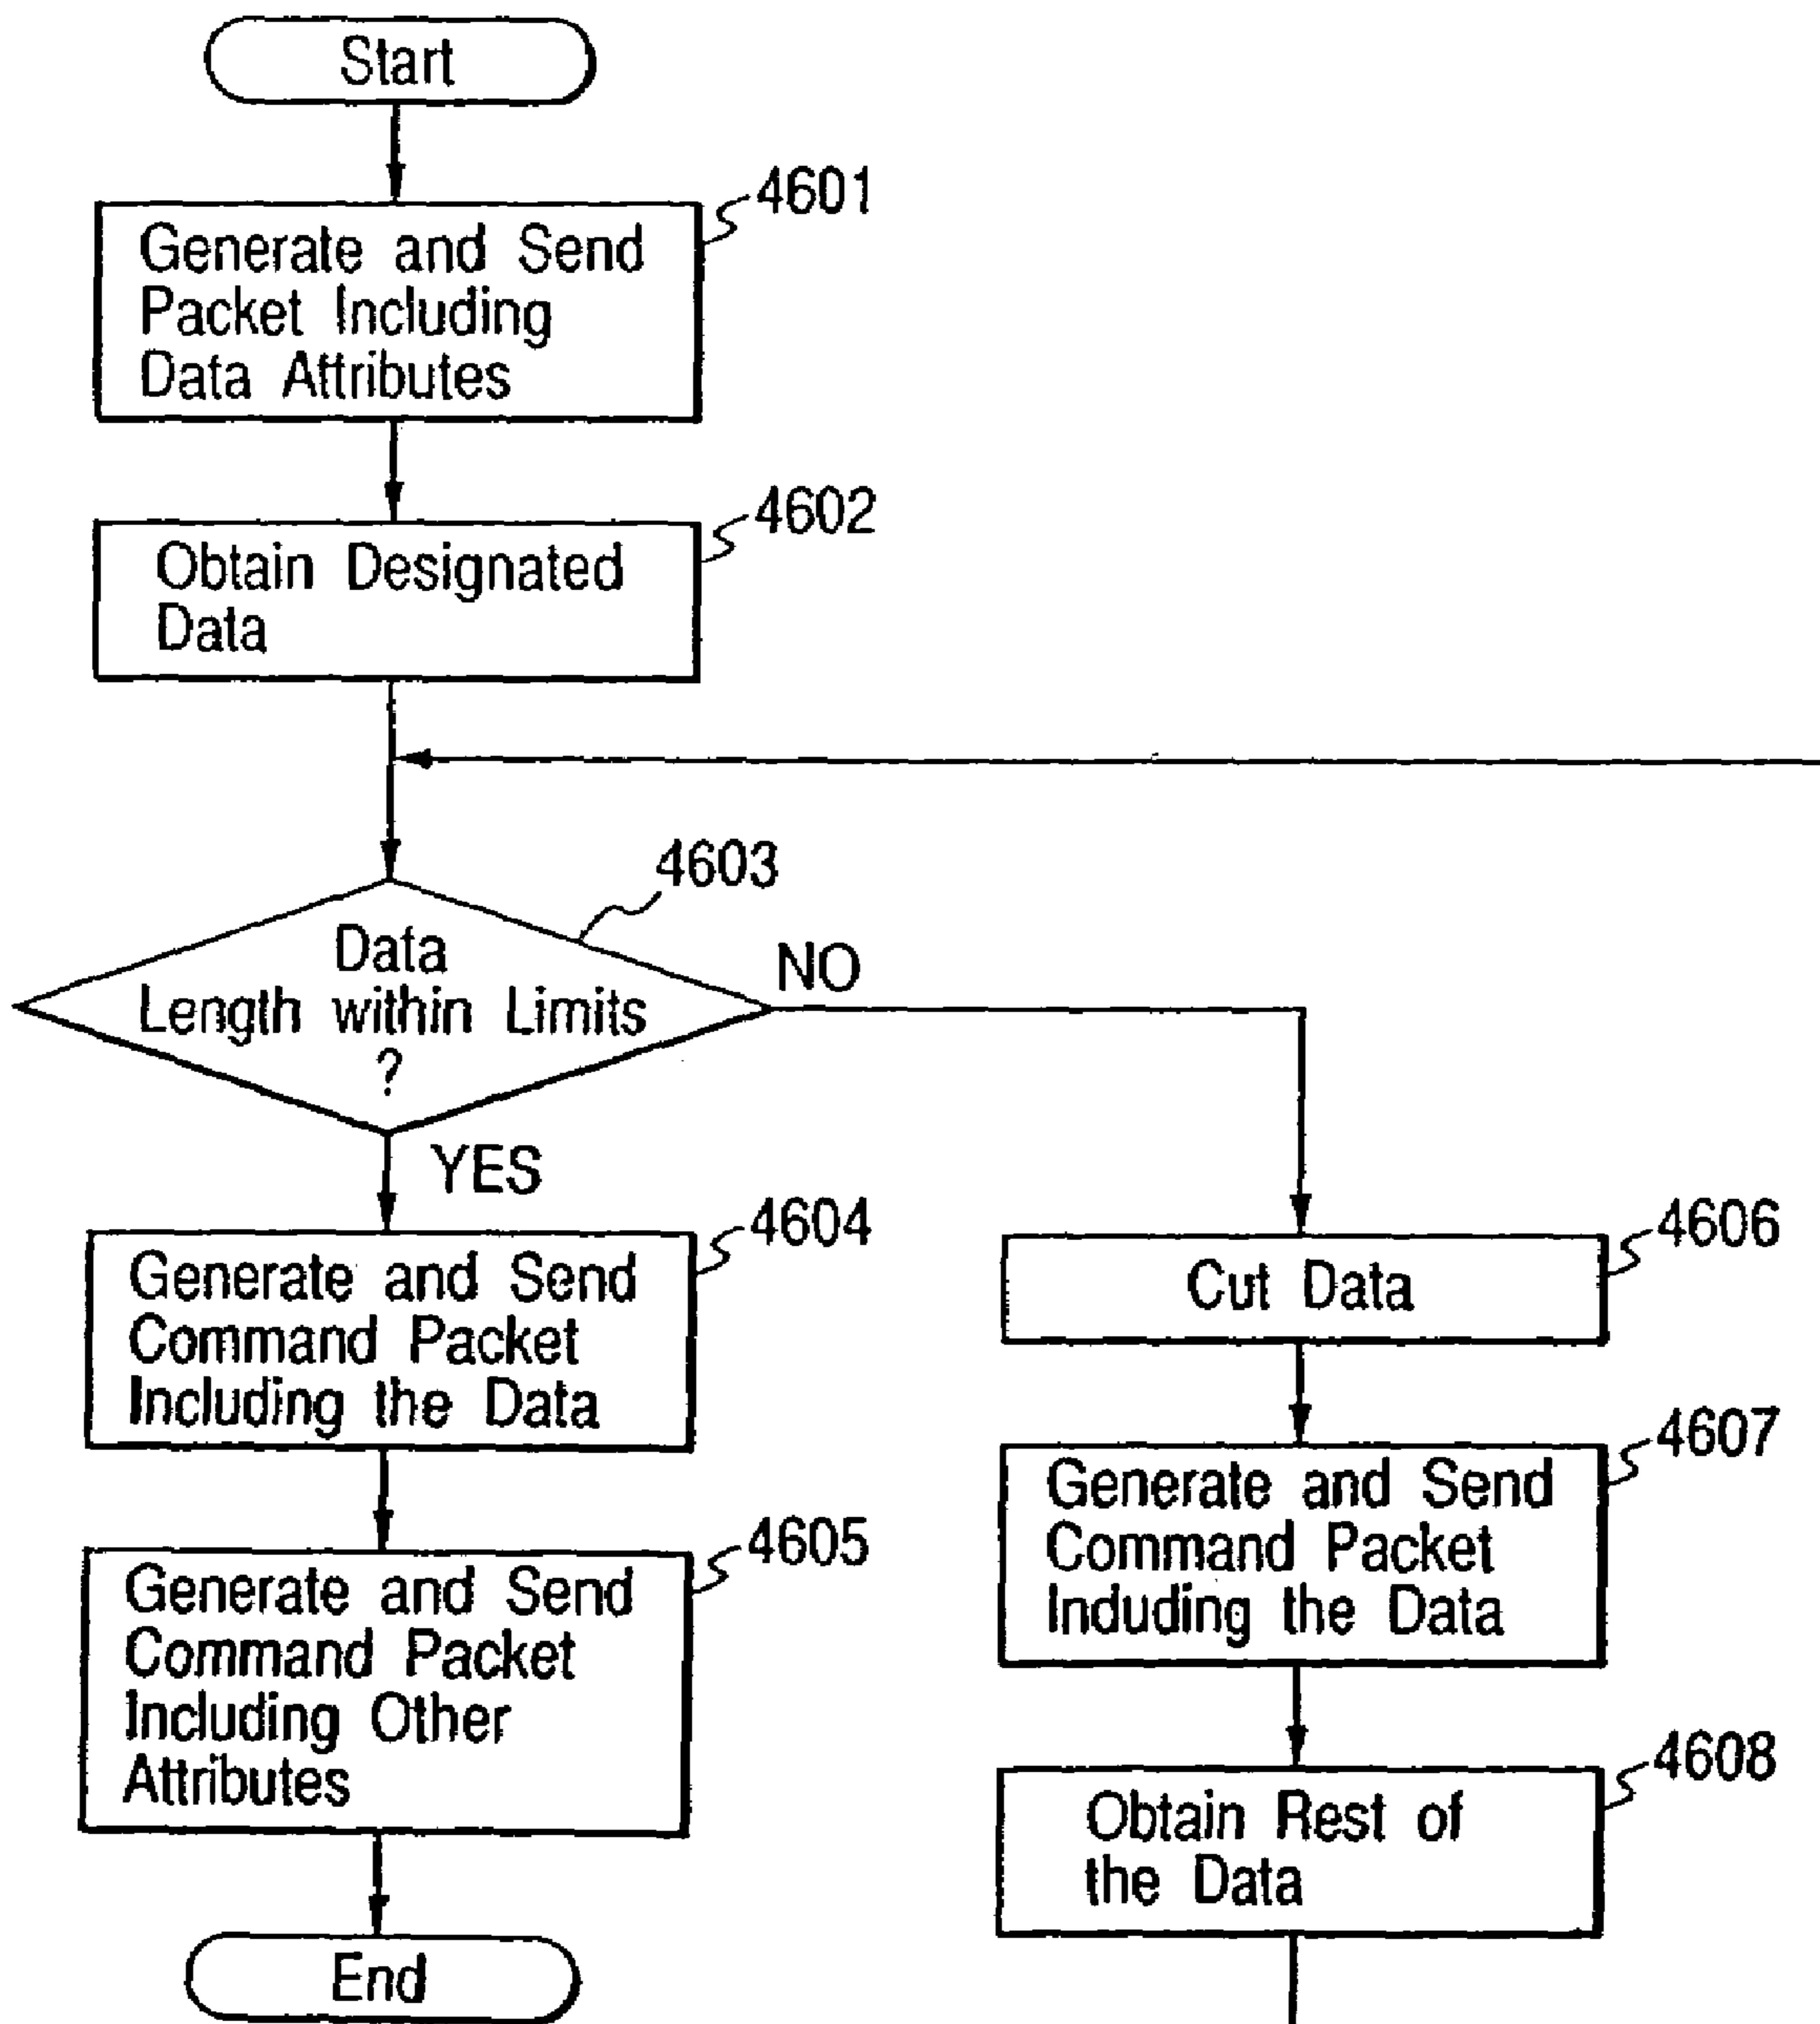 Start
4601
Generate and Send
Packet Including
Data Attributes
4602
Obtain Designated
Data
4603
Data
Length within Limits
?
NO
YES
4604
Generate and Send
Command Packet
Including the Data
4605
Generate and Send
Command Packet
Including Other
Attributes
End
4606
Cut Data
4607
Generate and Send
Command Packet
Induding the Data
4608
Obtain Rest of
the Data